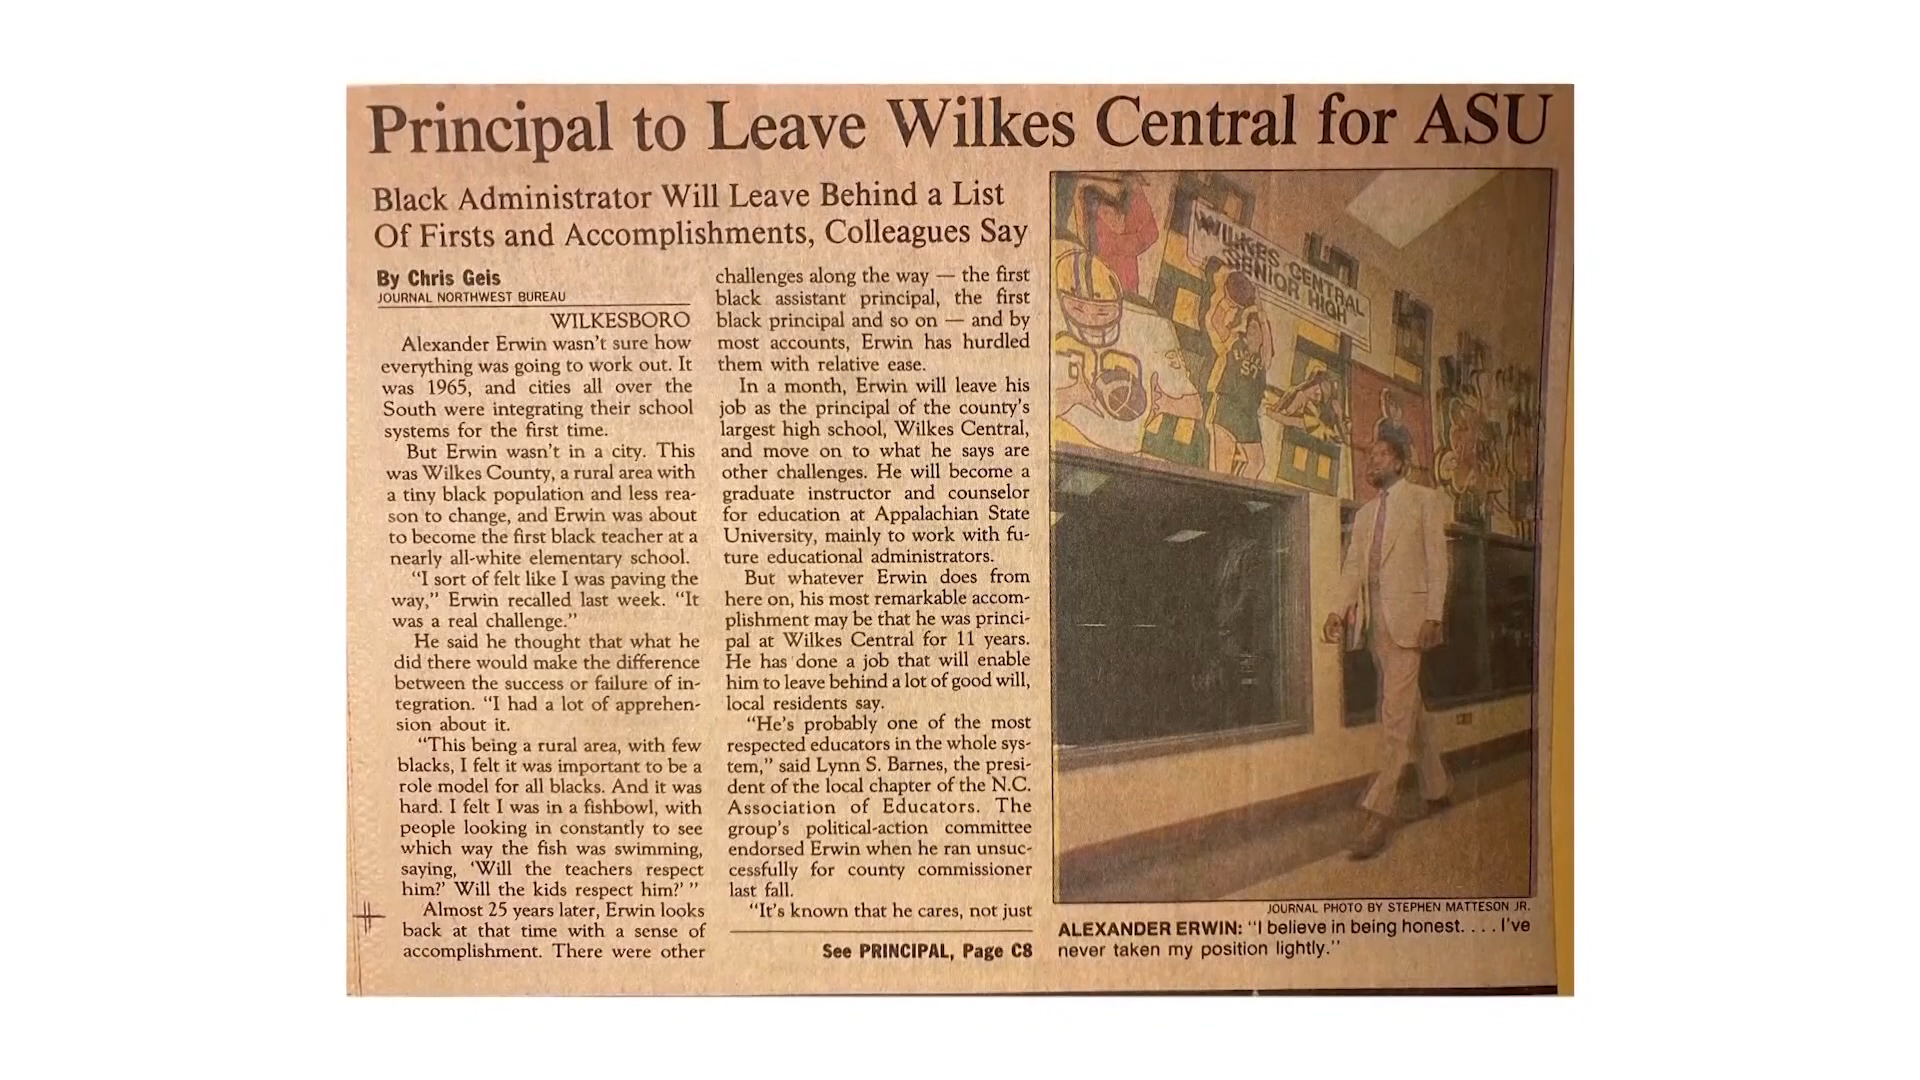 Principal to Leave Wilkes Central for ASU
Black Administrator Will Leave Behind a List
Of Firsts and Accomplishments, Colleagues Say
By Chris Geis
JOURNAL NORTHWEST BUREAU
WILKESBORO
Alexander Erwin wasn't sure how
everything was going to work out. It
was 1965, and cities all over the
South were integrating their school
systems for the first time.
But Erwin wasn't in a city. This
was Wilkes County, a rural area with
a tiny black population and less rea-
son to change, and Erwin was about
to become the first black teacher at a
nearly all-white elementary school.
"I sort of felt like I was paving the
way," Erwin recalled last week. "It
was a real challenge."
He said he thought that what he
did there would make the difference
between the success or failure of in-
tegration. "I had a lot of apprehen-
sion about it.
"This being a rural area, with few
blacks, I felt it was important to be a
role model for all blacks. And it was
hard. I felt I was in a fishbowl, with
people looking in constantly to see
which way the fish was swimming,
saying, 'Will the teachers respect
him?' Will the kids respect him?' "
Almost 25 years later, Erwin looks
back at that time with a sense of
accomplishment. There were other
challenges along the way — the first
black assistant principal, the first
black principal and so on — and by
most accounts, Erwin has hurdled
them with relative ease.
In a month, Erwin will leave his
job as the principal of the county's
largest high school, Wilkes Central,
and move on to what he says are
other challenges. He will become a
graduate instructor and counselor
for education at Appalachian State
University, mainly to work with fu-
ture educational administrators.
But whatever Erwin does from
here on, his most remarkable accom-
plishment may be that he was princi-
pal at Wilkes Central for 11 years.
He has done a job that will enable
him to leave behind a lot of good will,
local residents say.
"He's probably one of the most
respected educators in the whole sys-
tem," said Lynn S. Barnes, the presi-
dent of the local chapter of the N.C.
Association of Educators. The
group's political-action committee
endorsed Erwin when he ran unsuc-
cessfully for county commissioner
last fall.
"It's known that he cares, not just
See PRINCIPAL, Page C8
WILKES CENTRAL
SENIOR HIGH
JOURNAL PHOTO BY STEPHEN MATTESON JR.
ALEXANDER ERWIN: "I believe in being honest. . . . I've
never taken my position lightly."